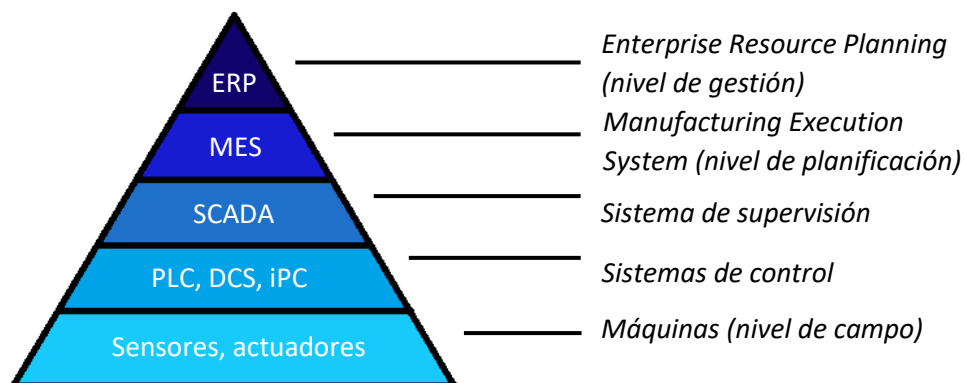 ERP
Enterprise Resource Planning
(nivel de gestión)
MES
Manufacturing Execution
System (nivel de planificación)
SCADA
Sistema de supervisión
PLC, DCS, iPC
Sistemas de control
Sensores, actuadores
Máquinas (nivel de campo)